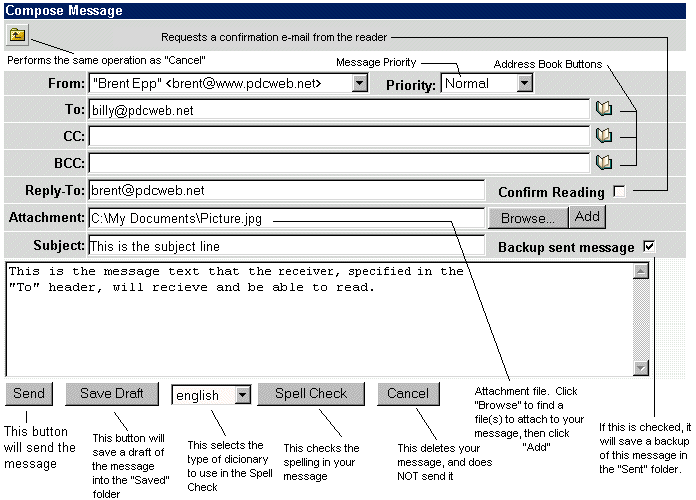 Compose Message
Requests a confirmation e-mail from the reader
Performs the same operation as "Cancel"
Message Priority
Address Book Buttons
From: "Brent Epp" <brent@www.pdcweb.net> Priority: Normal
To: billy@pdcweb.net
CC:
BCC:
Reply-To: brent@pdcweb.net Confirm Reading
Attachment: C:\My Documents\Picture.jpg Browse... Add
Subject: This is the subject line Backup sent message
This is the message text that the receiver, specified in the
"To" header, will recieve and be able to read.
Send Save Draft english Spell Check Cancel
This button
will send the
message
This button will
save a draft of
the message
into the "Saved"
folder
This selects the
type of dicionary
to use in the Spell
Check
This checks the
spelling in your
message
This deletes your
message, and does
NOT send it
Attachment file. Click
"Browse" to find a
file(s) to attach to your
message, then click
"Add"
If this is checked, it
will save a backup
of this message in
the "Sent" folder.